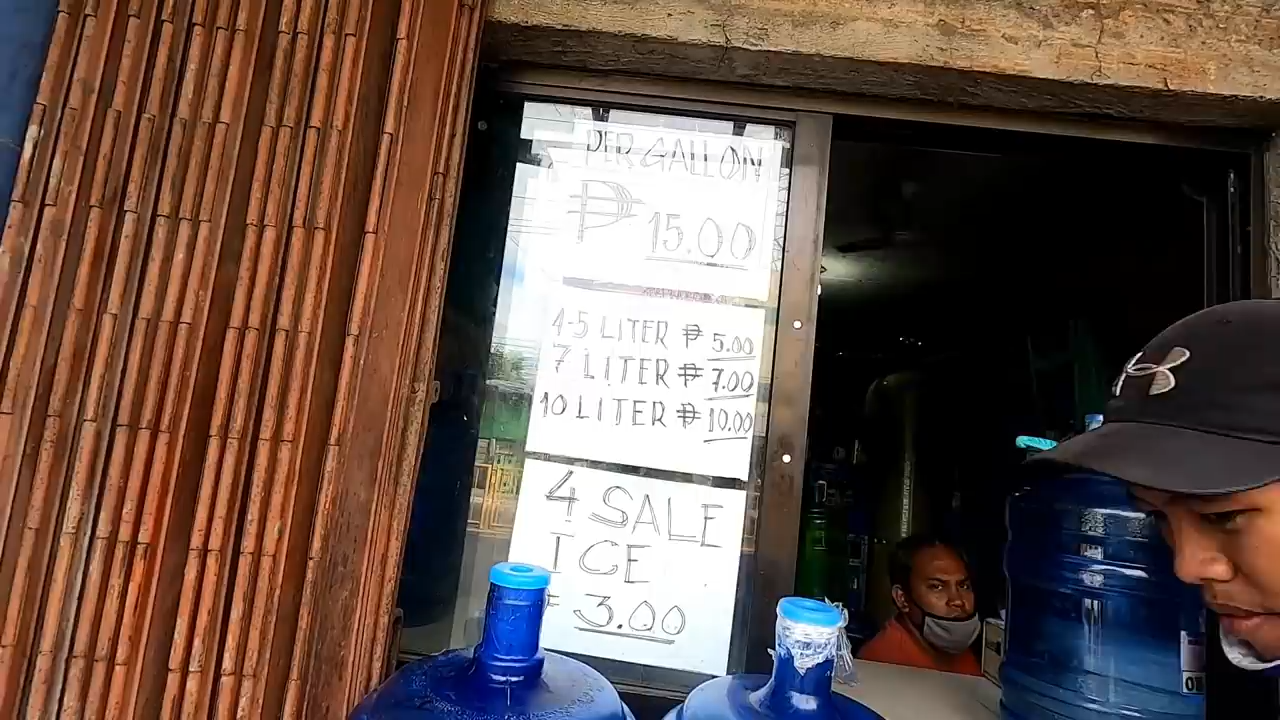 PER GALLON
₱ 15.00
4-5 LITER ₱ 5.00
7 LITER ₱ 7.00
10 LITER ₱ 10.00
4 SALE
ICE
₱ 3.00